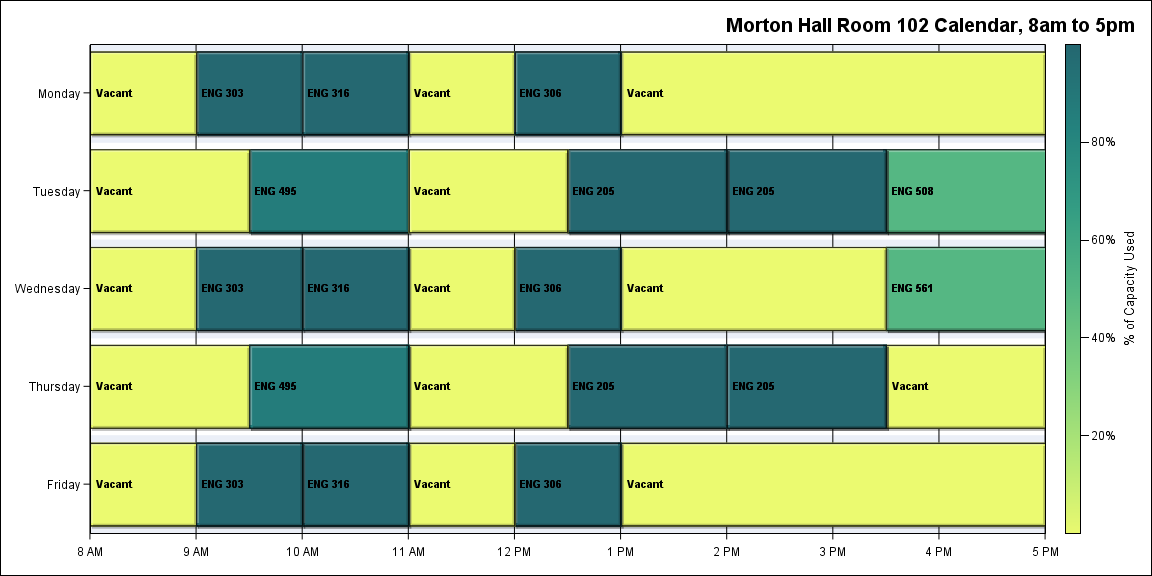 Morton Hall Room 102 Calendar, 8am to 5pm
Monday
Vacant
ENG 303
ENG 316
Vacant
ENG 306
Vacant
Tuesday
Vacant
ENG 495
Vacant
ENG 205
ENG 205
ENG 508
Wednesday
Vacant
ENG 303
ENG 316
Vacant
ENG 306
Vacant
ENG 561
Thursday
Vacant
ENG 495
Vacant
ENG 205
ENG 205
Vacant
Friday
Vacant
ENG 303
ENG 316
Vacant
ENG 306
Vacant
8 AM
9 AM
10 AM
11 AM
12 PM
1 PM
2 PM
3 PM
4 PM
5 PM
80%
60%
40%
20%
% of Capacity Used